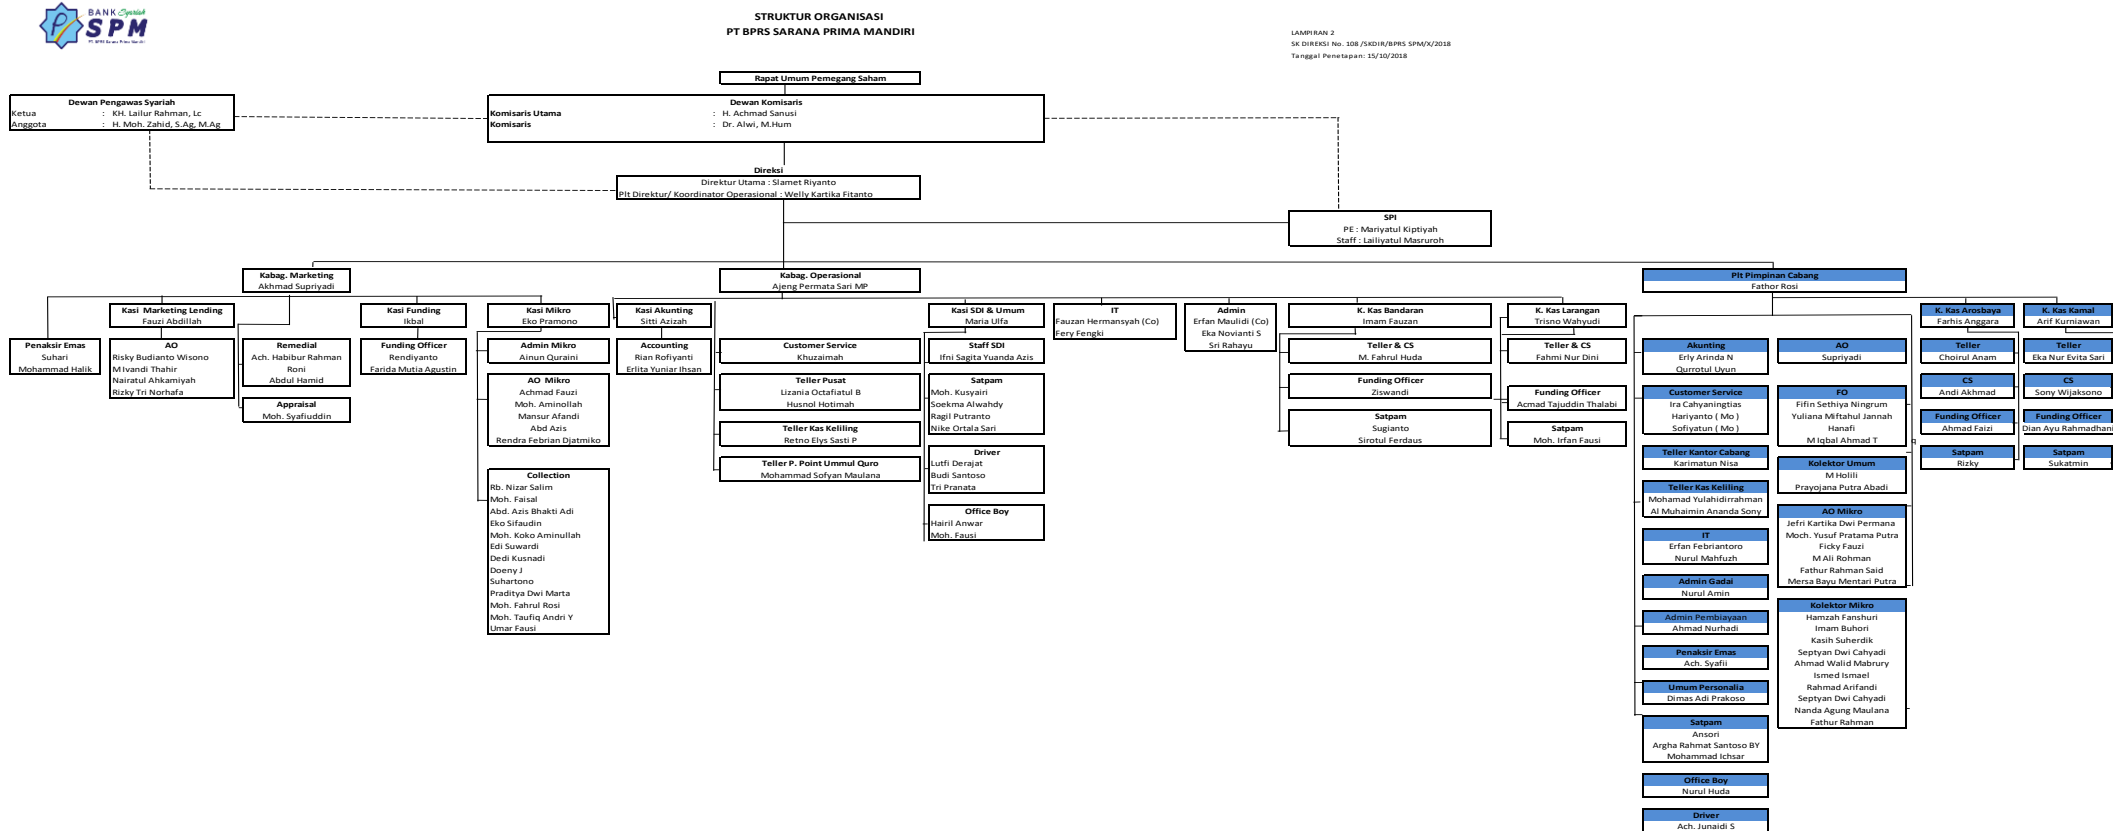 BANK Syariah
SPM
PT. BPRS Sarana Prima Mandiri
STRUKTUR ORGANISASI
PT BPRS SARANA PRIMA MANDIRI
LAMPIRAN 2
SK DIREKSI No. 108 /SKDIR/BPRS SPM/X/2018
Tanggal Penetapan: 15/10/2018
Rapat Umum Pemegang Saham
Dewan Pengawas Syariah
Ketua : KH. Lailur Rahman, Lc
Anggota : H. Moh. Zahid, S.Ag, M.Ag
Dewan Komisaris
Komisaris Utama : H. Achmad Sanusi
Komisaris : Dr. Alwi, M.Hum
Direksi
Direktur Utama : Slamet Riyanto
Plt Direktur/ Koordinator Operasional : Welly Kartika Fitanto
SPI
PE : Mariyatul Kiptiyah
Staff : Lailiyatul Masruroh
Kabag. Marketing
Akhmad Supriyadi
Kabag. Operasional
Ajeng Permata Sari MP
Plt Pimpinan Cabang
Fathor Rosi
Penaksir Emas
Suhari
Mohammad Halik
Kasi Marketing Lending
Fauzi Abdillah
AO
Risky Budianto Wisono
M Ivandi Thahir
Nairatul Ahkamiyah
Rizky Tri Norhafa
Remedial
Ach. Habibur Rahman
Roni
Abdul Hamid
Appraisal
Moh. Syafiuddin
Kasi Funding
Ikbal
Funding Officer
Rendiyanto
Farida Mutia Agustin
Kasi Mikro
Eko Pramono
Admin Mikro
Ainun Quraini
AO Mikro
Achmad Fauzi
Moh. Aminollah
Mansur Afandi
Abd Azis
Rendra Febrian Djatmiko
Collection
Rb. Nizar Salim
Moh. Faisal
Abd. Azis Bhakti Adi
Eko Sifaudin
Moh. Koko Aminullah
Edi Suwardi
Dedi Kusnadi
Doeny J
Suhartono
Praditya Dwi Marta
Moh. Fahrul Rosi
Moh. Taufiq Andri Y
Umar Fausi
Kasi Akunting
Sitti Azizah
Accounting
Rian Rofiyanti
Erlita Yuniar Ihsan
Customer Service
Khuzaimah
Teller Pusat
Lizania Octafiatul B
Husnol Hotimah
Teller Kas Keliling
Retno Elys Sasti P
Teller P. Point Ummul Quro
Mohammad Sofyan Maulana
Kasi SDI & Umum
Maria Ulfa
Staff SDI
Ifni Sagita Yuanda Azis
Satpam
Moh. Kusyairi
Soekma Alwahdy
Ragil Putranto
Nike Ortala Sari
Driver
Lutfi Derajat
Budi Santoso
Tri Pranata
Office Boy
Hairil Anwar
Moh. Fausi
IT
Fauzan Hermansyah (Co)
Fery Fengki
Admin
Erfan Maulidi (Co)
Eka Novianti S
Sri Rahayu
K. Kas Bandaran
Imam Fauzan
Teller & CS
M. Fahrul Huda
Funding Officer
Ziswandi
Satpam
Sugianto
Sirotul Ferdaus
K. Kas Larangan
Trisno Wahyudi
Teller & CS
Fahmi Nur Dini
Funding Officer
Acmad Tajuddin Thalabi
Satpam
Moh. Irfan Fausi
Akunting
Erly Arinda N
Qurrotul Uyun
Customer Service
Ira Cahyaningtias
Hariyanto ( Mo )
Sofiyatun ( Mo )
Teller Kantor Cabang
Karimatun Nisa
Teller Kas Keliling
Mohamad Yulahidirrahman
Al Muhaimin Ananda Sony
IT
Erfan Febriantoro
Nurul Mahfuzh
Admin Gadai
Nurul Amin
Admin Pembiayaan
Ahmad Nurhadi
Penaksir Emas
Ach. Syafii
Umum Personalia
Dimas Adi Prakoso
Satpam
Ansori
Argha Rahmat Santoso BY
Mohammad Ichsar
Office Boy
Nurul Huda
Driver
Ach. Junaidi S
AO
Supriyadi
FO
Fifin Sethiya Ningrum
Yuliana Miftahul Jannah
Hanafi
M Iqbal Ahmad T
q
Kolektor Umum
M Holili
Prayojana Putra Abadi
AO Mikro
Jefri Kartika Dwi Permana
Moch. Yusuf Pratama Putra
Ficky Fauzi
M Ali Rohman
Fathur Rahman Said
Mersa Bayu Mentari Putra
Kolektor Mikro
Hamzah Fanshuri
Imam Buhori
Kasih Suherdik
Septyan Dwi Cahyadi
Ahmad Walid Mabrury
Ismed Ismael
Rahmad Arifandi
Septyan Dwi Cahyadi
Nanda Agung Maulana
Fathur Rahman
K. Kas Arosbaya
Farhis Anggara
Teller
Choirul Anam
CS
Andi Akhmad
Funding Officer
Ahmad Faizi
Satpam
Rizky
K. Kas Kamal
Arif Kurniawan
Teller
Eka Nur Evita Sari
CS
Sony Wijaksono
Funding Officer
Dian Ayu Rahmadhani
Satpam
Sukatmin